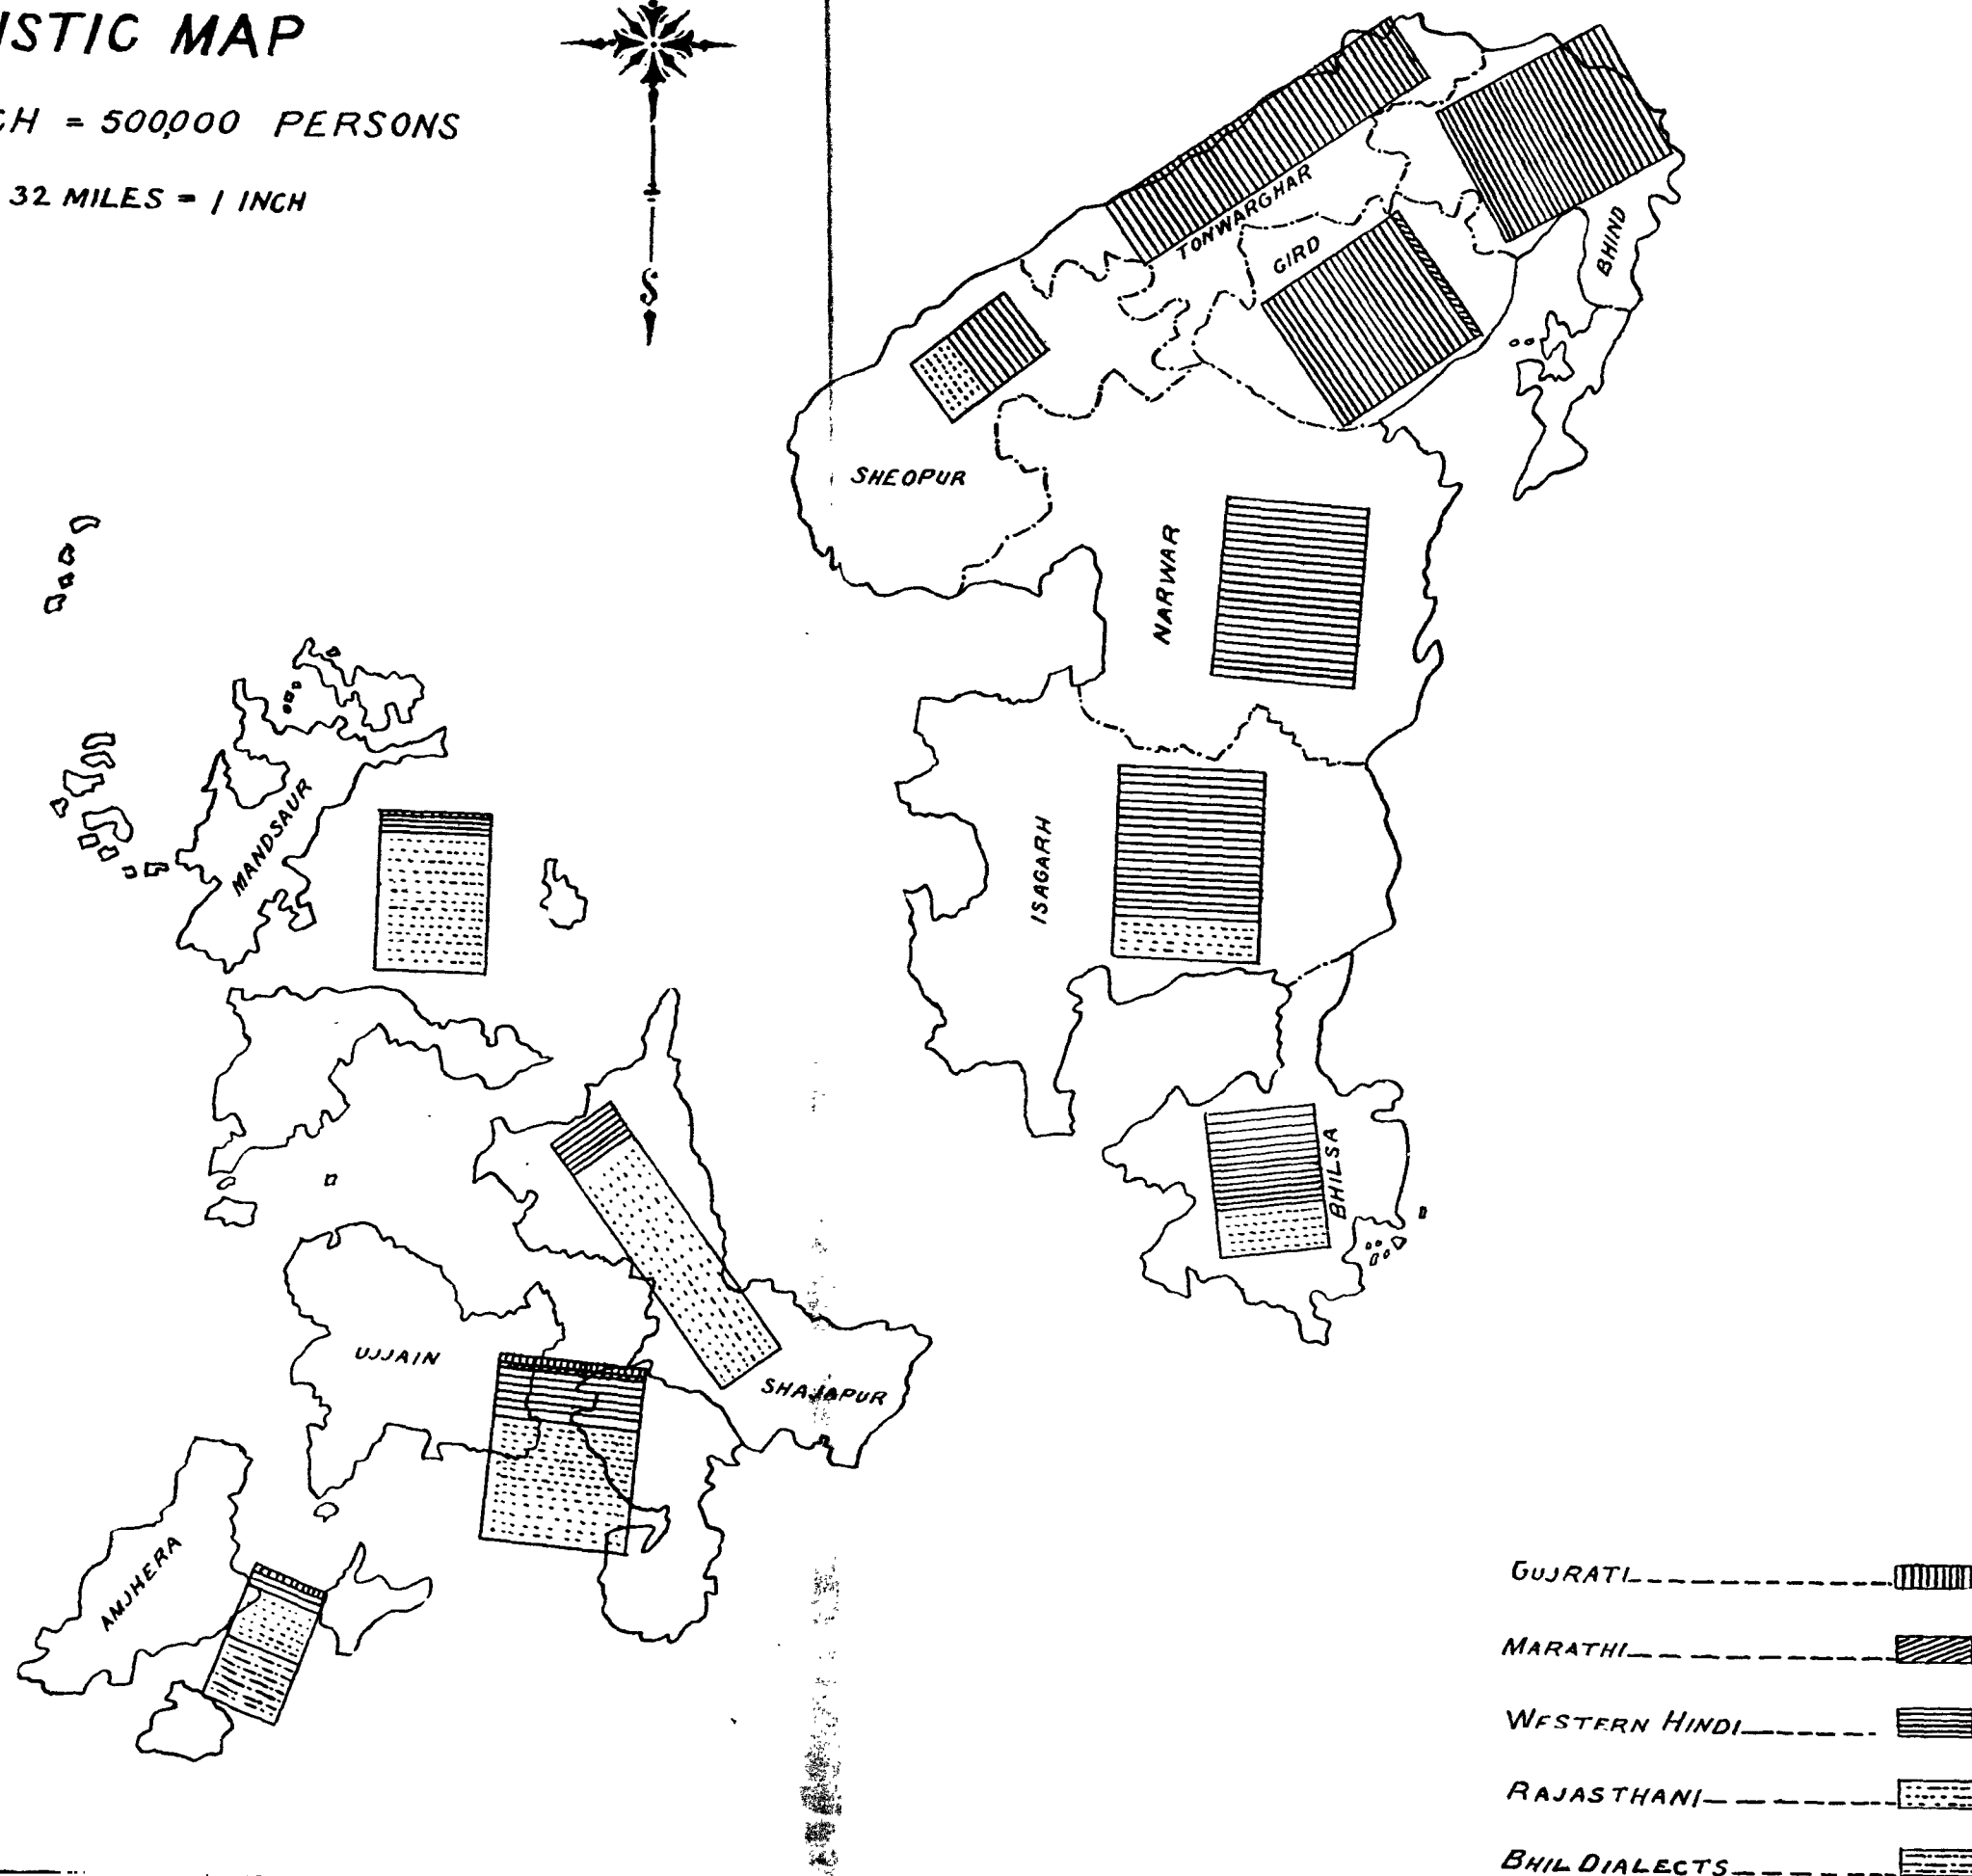 ISTIC MAP
CH = 500,000 PERSONS
32 MILES = 1 INCH
S
TONWARGHAR
GIRD
BHIND
SHEOPUR
NARWAR
MANDSAUR
ISAGARH
BHILSA
UJJAIN
SHAJAPUR
AMJHERA
GUJRATI
MARATHI
WESTERN HINDI
RAJASTHANI
BHIL DIALECTS